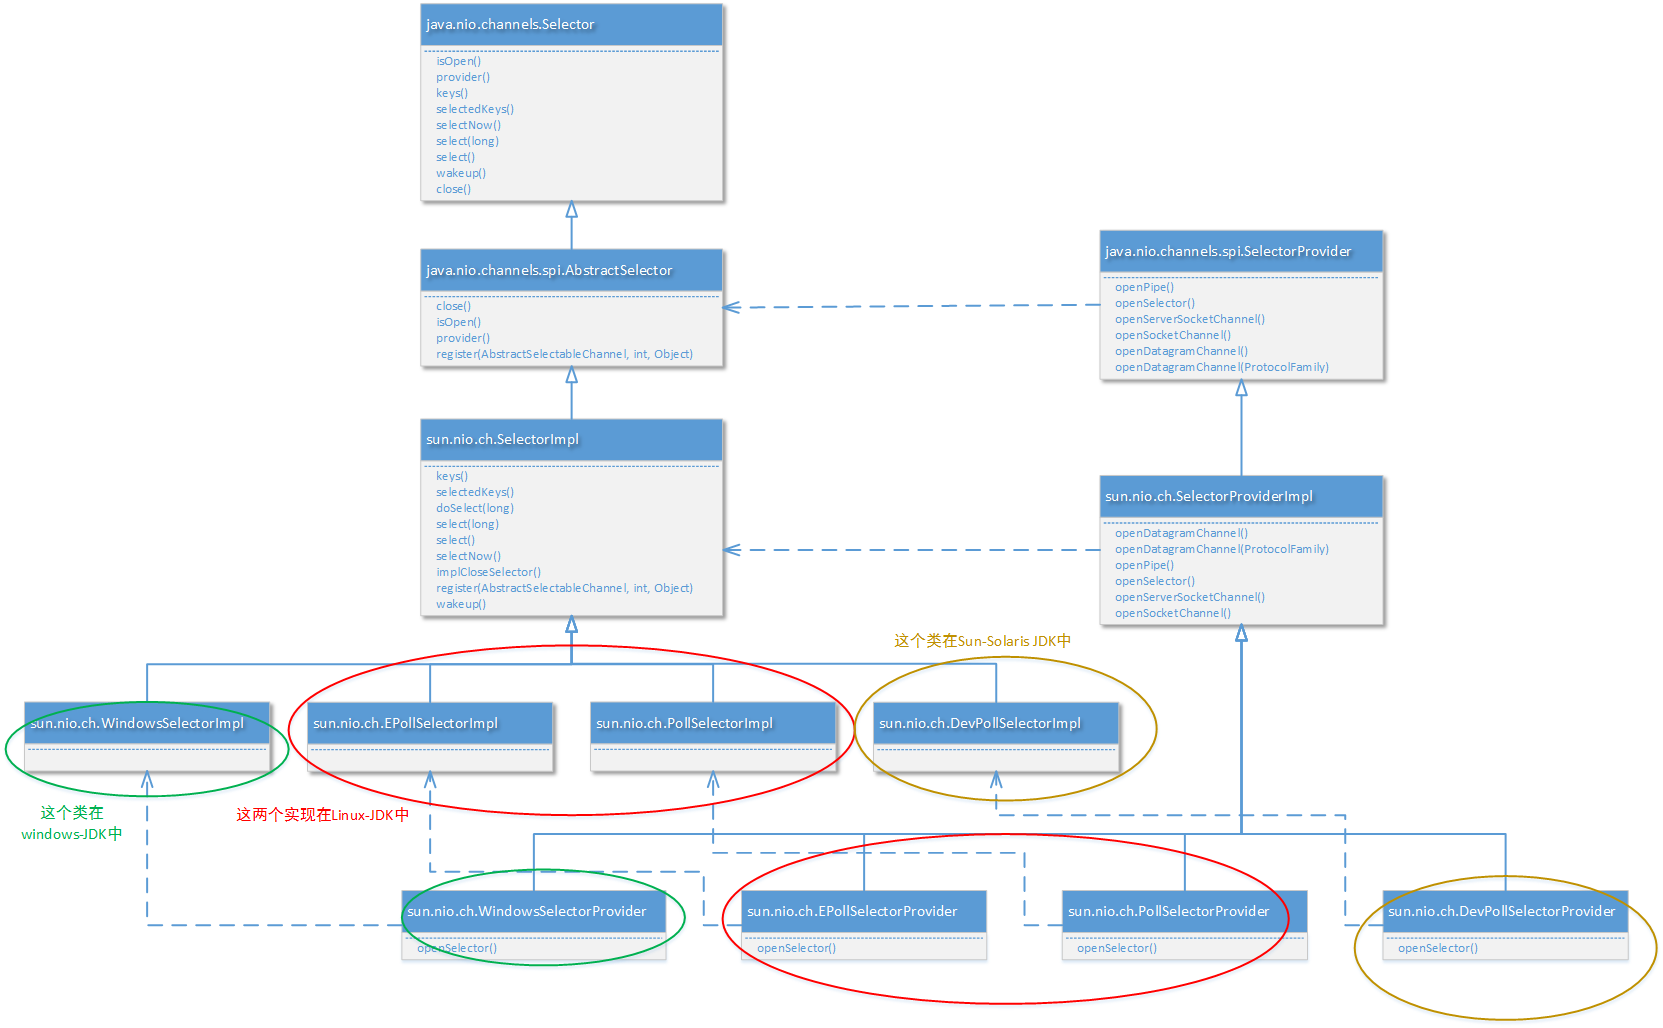 java.nio.channels.Selector
isOpen()
provider()
keys()
selectedKeys()
selectNow()
select(long)
select()
wakeup()
close()
java.nio.channels.spi.AbstractSelector
close()
isOpen()
provider()
register(AbstractSelectableChannel, int, Object)
java.nio.channels.spi.SelectorProvider
openPipe()
openSelector()
openServerSocketChannel()
openSocketChannel()
openDatagramChannel()
openDatagramChannel(ProtocolFamily)
sun.nio.ch.SelectorImpl
keys()
selectedKeys()
doSelect(long)
select(long)
select()
selectNow()
implCloseSelector()
register(AbstractSelectableChannel, int, Object)
wakeup()
sun.nio.ch.SelectorProviderImpl
openDatagramChannel()
openDatagramChannel(ProtocolFamily)
openPipe()
openSelector()
openServerSocketChannel()
openSocketChannel()
这个类在Sun-Solaris JDK中
sun.nio.ch.WindowsSelectorImpl
sun.nio.ch.EPollSelectorImpl
sun.nio.ch.PollSelectorImpl
sun.nio.ch.DevPollSelectorImpl
这个类在
windows-JDK中
这两个实现在Linux-JDK中
sun.nio.ch.WindowsSelectorProvider
openSelector()
sun.nio.ch.EPollSelectorProvider
openSelector()
sun.nio.ch.PollSelectorProvider
openSelector()
sun.nio.ch.DevPollSelectorProvider
openSelector()